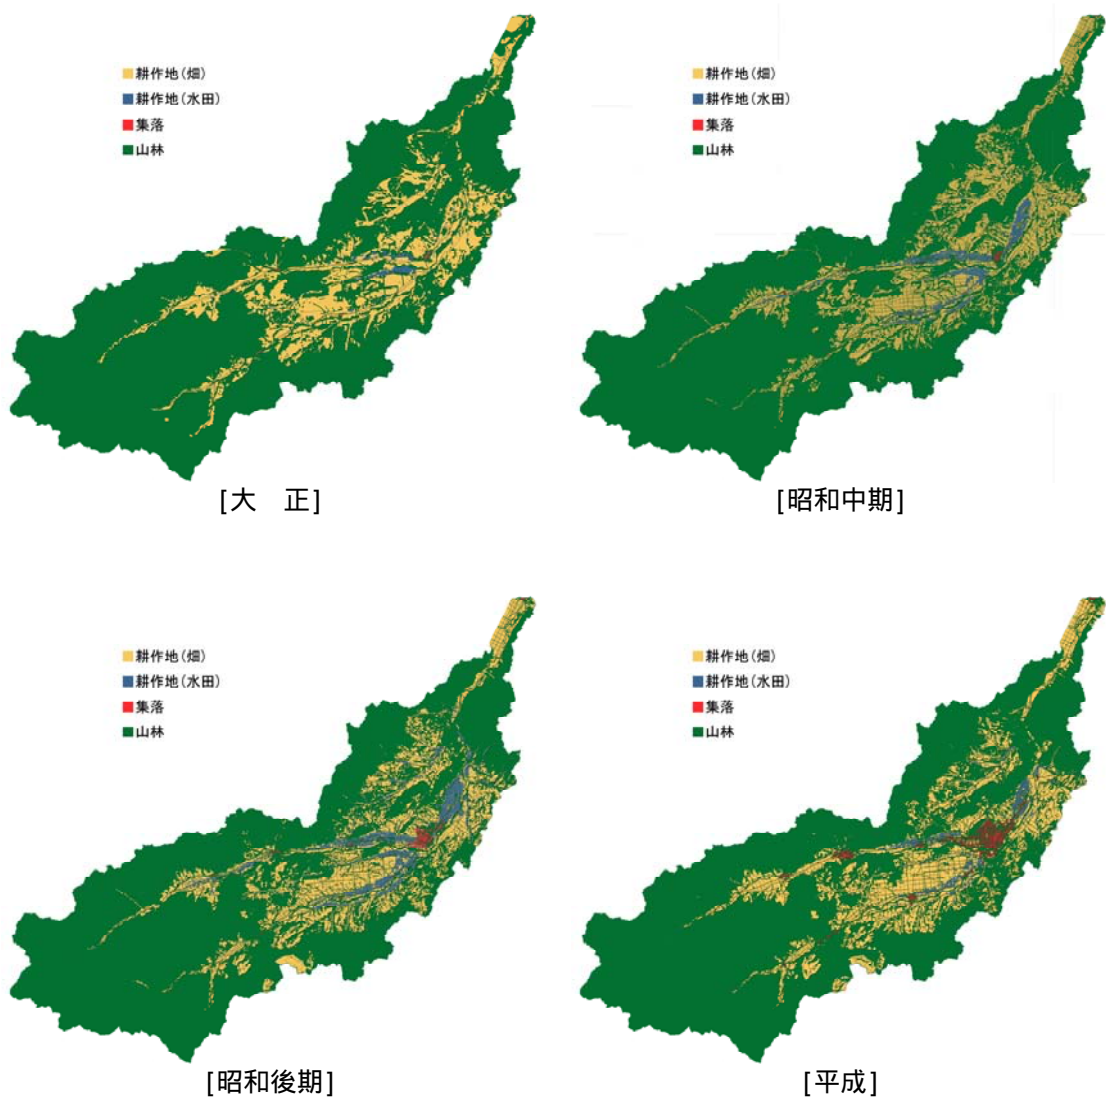 耕作地(畑)
耕作地(水田)
集落
山林
[大　正]
耕作地(畑)
耕作地(水田)
集落
山林
[昭和中期]
耕作地(畑)
耕作地(水田)
集落
山林
[昭和後期]
耕作地(畑)
耕作地(水田)
集落
山林
[平成]